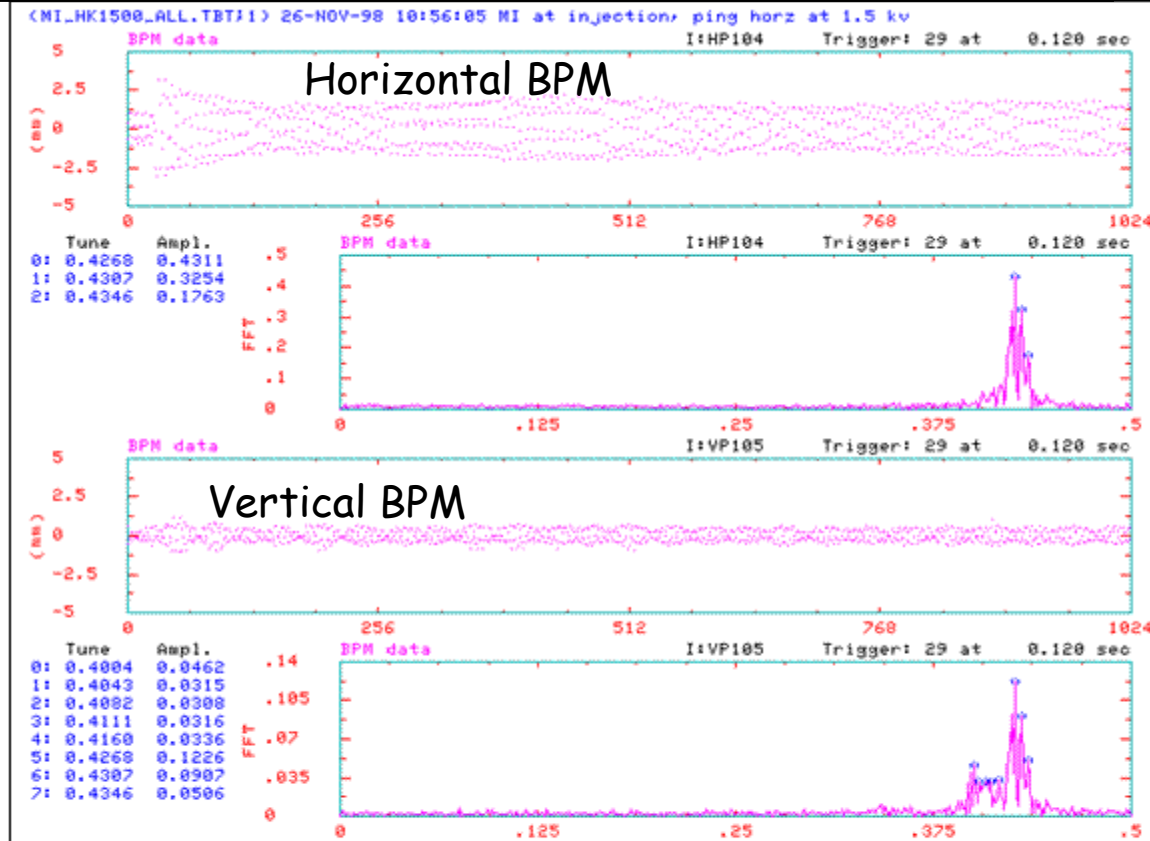 (MI_HK1500_ALL.TBT;1) 26-NOV-98 10:56:05 MI at injection, ping horz at 1.5 kv
BPM data I:HP104 Trigger: 29 at 0.120 sec
Horizontal BPM
5
2.5
0
-2.5
-5
(mm)
0 256 512 768 1024
Tune Ampl.
0: 0.4268 0.4311
1: 0.4307 0.3254
2: 0.4346 0.1763
BPM data I:HP104 Trigger: 29 at 0.120 sec
.5
.4
.3
.2
.1
0
FFT
0 .125 .25 .375 .5
BPM data I:VP105 Trigger: 29 at 0.120 sec
Vertical BPM
5
2.5
0
-2.5
-5
(mm)
0 256 512 768 1024
Tune Ampl.
0: 0.4004 0.0462
1: 0.4043 0.0315
2: 0.4082 0.0308
3: 0.4111 0.0316
4: 0.4160 0.0336
5: 0.4268 0.1226
6: 0.4307 0.0907
7: 0.4346 0.0506
BPM data I:VP105 Trigger: 29 at 0.120 sec
.14
.105
.07
.035
0
FFT
0 .125 .25 .375 .5